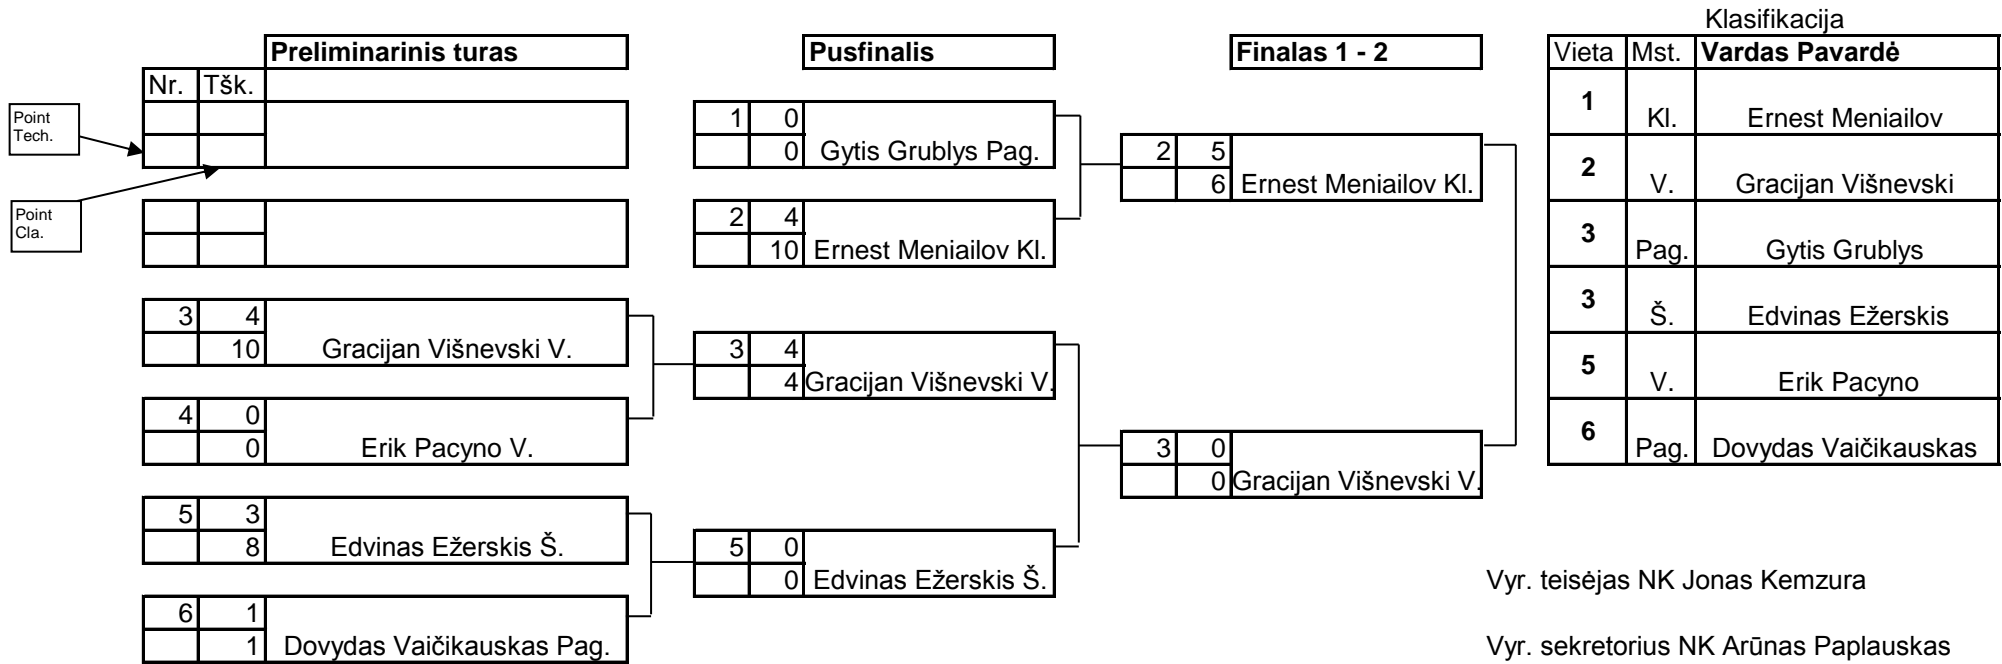 Klasifikacija
Preliminarinis turas Pusfinalis Finalas 1 - 2 Vieta Mst. Vardas Pavardė
Nr. Tšk.
Point
Tech.
Point
Cla.
3 4
10 Gracijan Višnevski V.
4 0
0 Erik Pacyno V.
5 3
8 Edvinas Ežerskis Š.
6 1
1 Dovydas Vaičikauskas Pag.
1 0
0 Gytis Grublys Pag.
2 4
10 Ernest Meniailov Kl.
3 4
4 Gracijan Višnevski V.
5 0
0 Edvinas Ežerskis Š.
2 5
6 Ernest Meniailov Kl.
3 0
0 Gracijan Višnevski V.
1 Kl. Ernest Meniailov
2 V. Gracijan Višnevski
3 Pag. Gytis Grublys
3 Š. Edvinas Ežerskis
5 V. Erik Pacyno
6 Pag. Dovydas Vaičikauskas
Vyr. teisėjas NK Jonas Kemzura
Vyr. sekretorius NK Arūnas Paplauskas